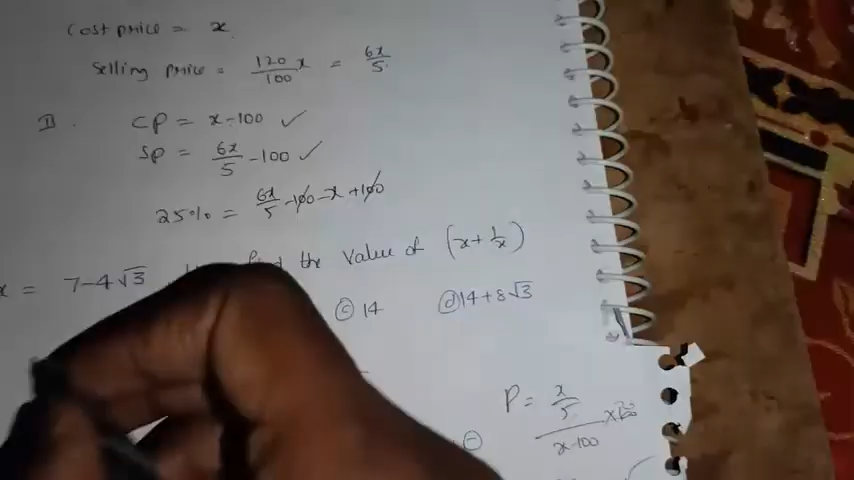 Cost price = x
Selling price = 120x/100 = 6x/5
II. CP = x-100 ✓
SP = 6x/5 -100 ✓
25% = 6x/5 -100 -x +100
x = 7-4√3 the value of (x+1/x)
ⓒ 14 ⓓ 14+8√3
P = x/5 / x-100